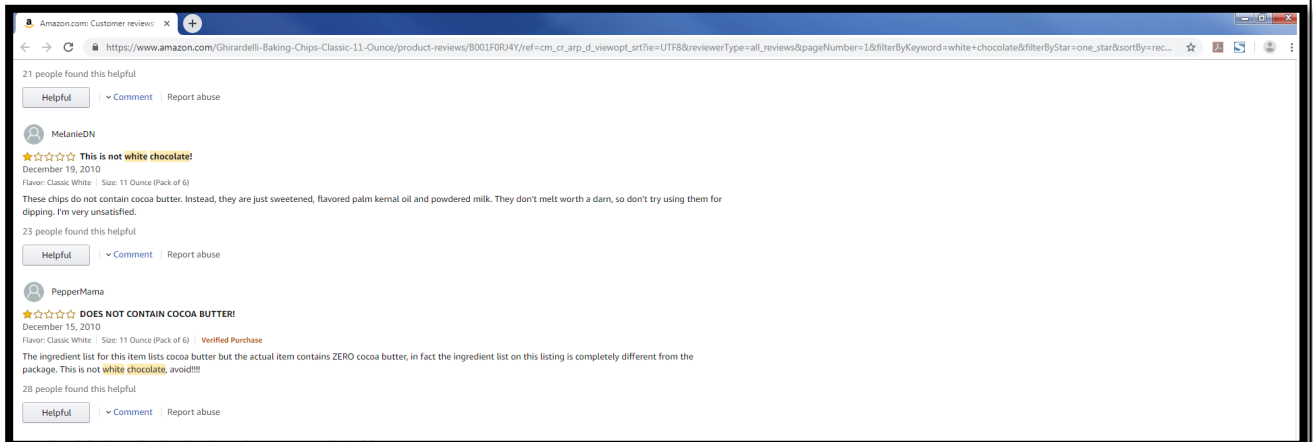 Amazon.com: Customer reviews:
https://www.amazon.com/Ghirardelli-Baking-Chips-Classic-11-Ounce/product-reviews/B001F0RJ4Y/ref=cm_cr_arp_d_viewopt_srt?ie=UTF8&reviewerType=all_reviews&pageNumber=1&filterByKeyword=white+chocolate&filterByStar=one_star&sortBy=rec...
21 people found this helpful
Helpful Comment Report abuse
MelanieDN
This is not white chocolate!
December 19, 2010
Flavor: Classic White | Size: 11 Ounce (Pack of 6)
These chips do not contain cocoa butter. Instead, they are just sweetened, flavored palm kernal oil and powdered milk. They don't melt worth a darn, so don't try using them for
dipping. I'm very unsatisfied.
23 people found this helpful
Helpful Comment Report abuse
PepperMama
DOES NOT CONTAIN COCOA BUTTER!
December 15, 2010
Flavor: Classic White | Size: 11 Ounce (Pack of 6) | Verified Purchase
The ingredient list for this item lists cocoa butter but the actual item contains ZERO cocoa butter, in fact the ingredient list on this listing is completely different from the
package. This is not white chocolate, avoid!!!!
28 people found this helpful
Helpful Comment Report abuse